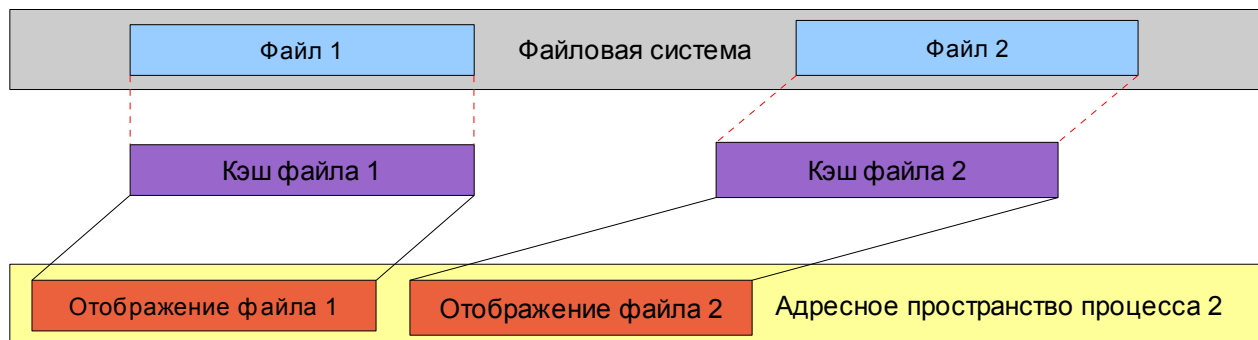 Файл 1
Файловая система
Файл 2
Кэш файла 1
Кэш файла 2
Отображение файла 1
Отображение файла 2
Адресное пространство процесса 2